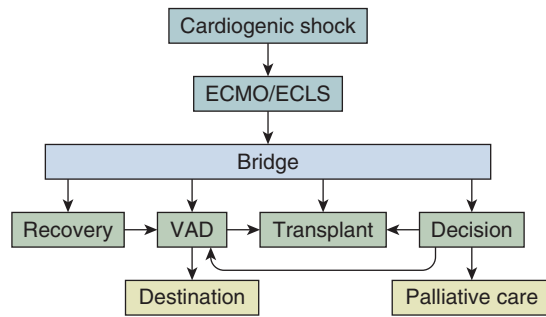 Cardiogenic shock
ECMO/ECLS
Bridge
Recovery
VAD
Transplant
Decision
Destination
Palliative care